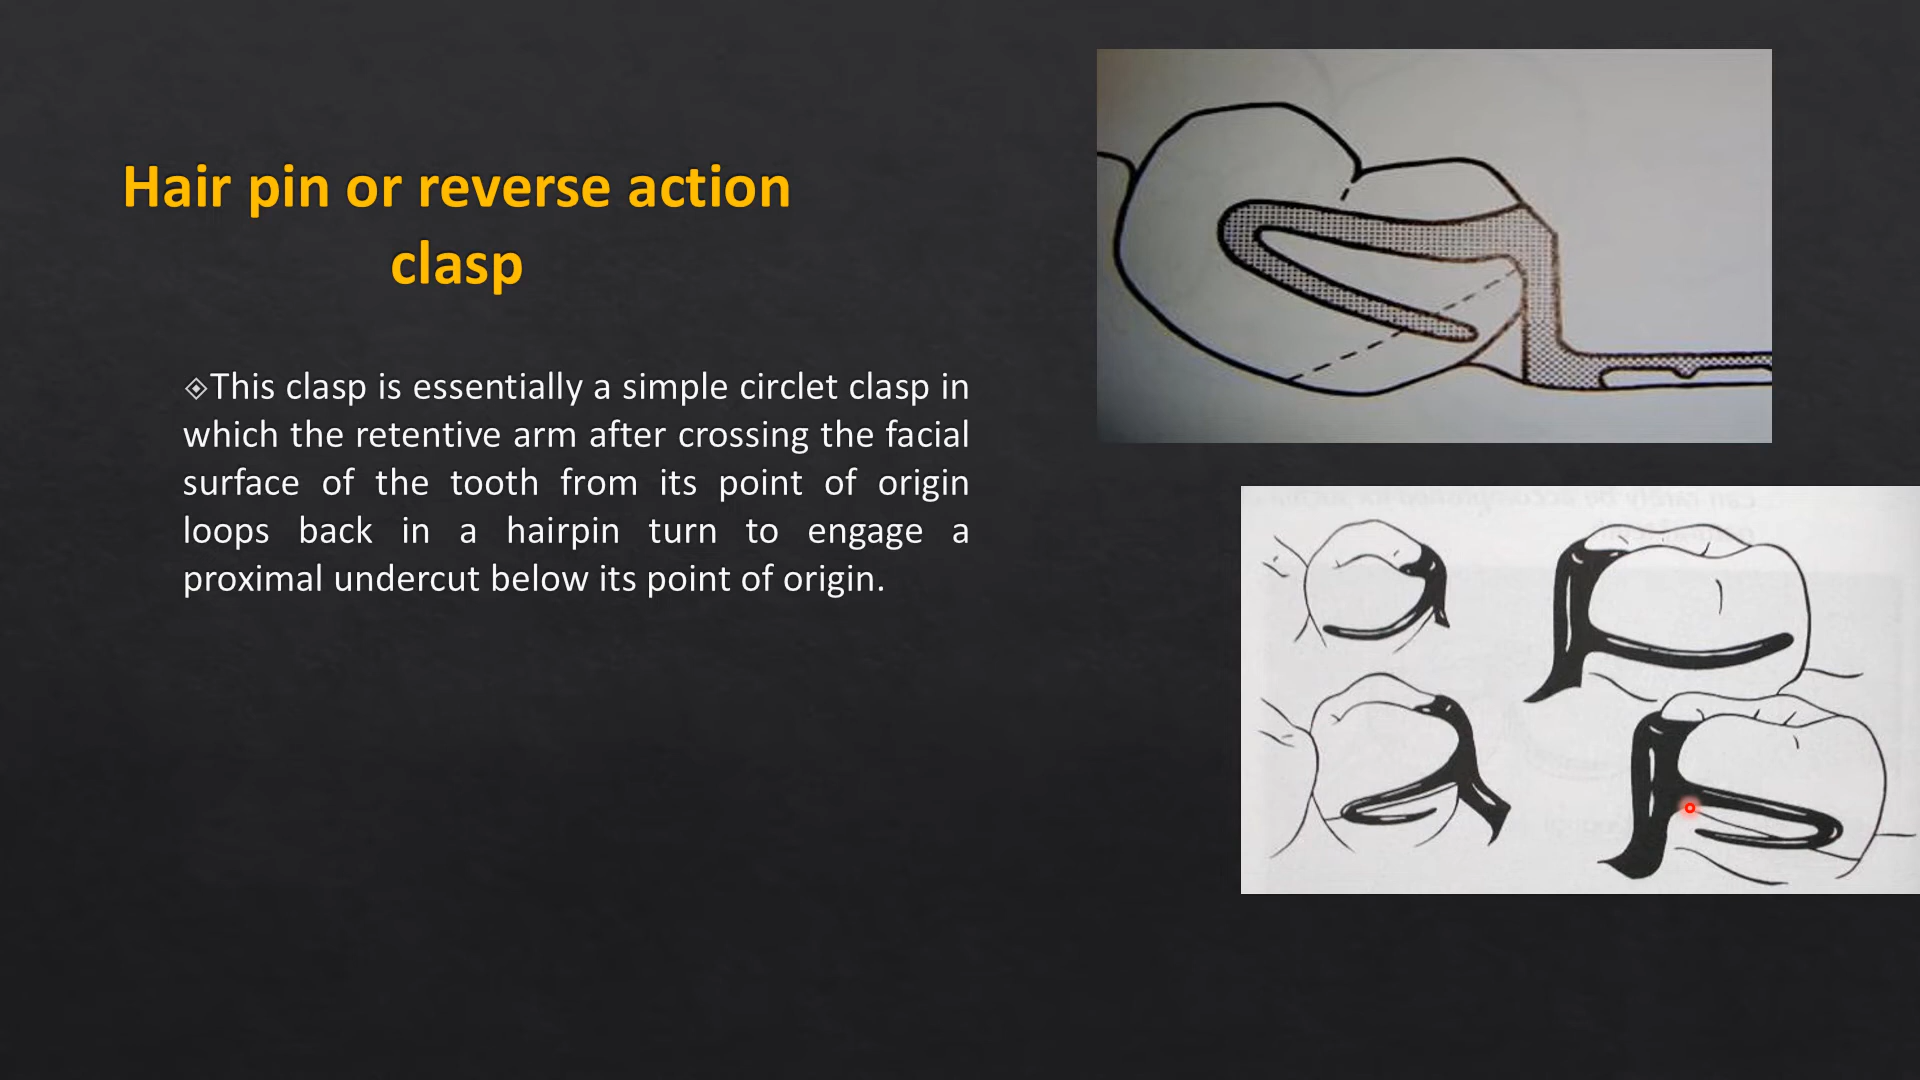 Hair pin or reverse action
clasp
This clasp is essentially a simple circlet clasp in
which the retentive arm after crossing the facial
surface of the tooth from its point of origin
loops back in a hairpin turn to engage a
proximal undercut below its point of origin.